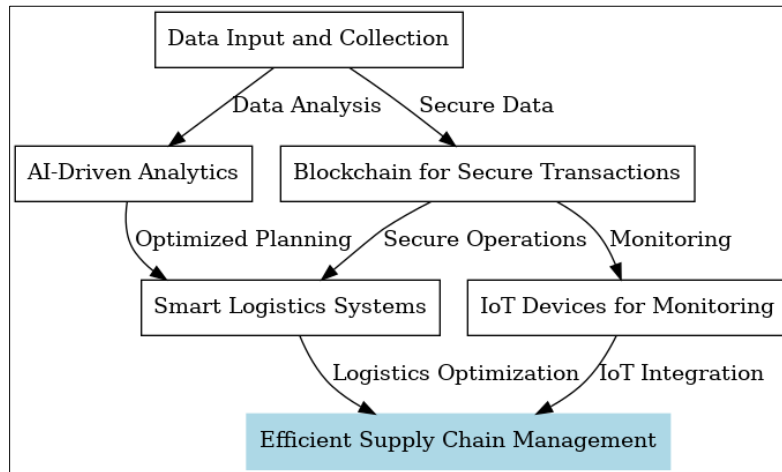 Data Input and Collection
Data Analysis
Secure Data
AI-Driven Analytics
Blockchain for Secure Transactions
Optimized Planning
Secure Operations
Monitoring
Smart Logistics Systems
IoT Devices for Monitoring
Logistics Optimization
IoT Integration
Efficient Supply Chain Management